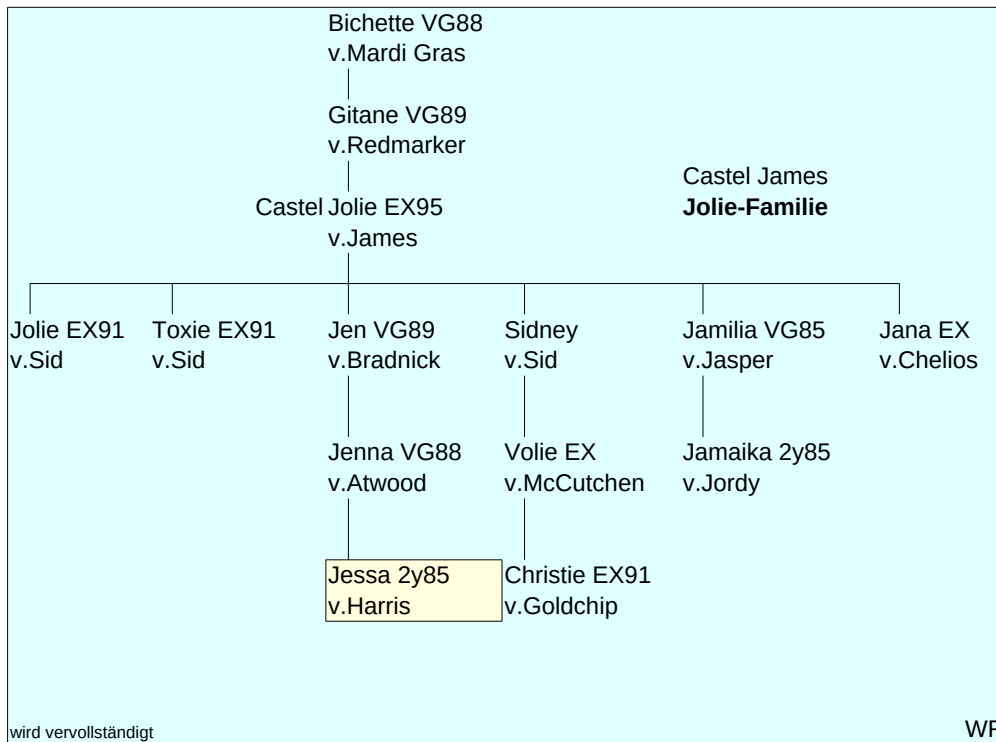 Bichette VG88
v.Mardi Gras
Gitane VG89
v.Redmarker
Castel James
Jolie-Familie
Castel Jolie EX95
v.James
Jolie EX91
v.Sid
Toxie EX91
v.Sid
Jen VG89
v.Bradnick
Sidney
v.Sid
Jamilia VG85
v.Jasper
Jana EX
v.Chelios
Jenna VG88
v.Atwood
Volie EX
v.McCutchen
Jamaika 2y85
v.Jordy
Jessa 2y85
v.Harris
Christie EX91
v.Goldchip
wird vervollständigt